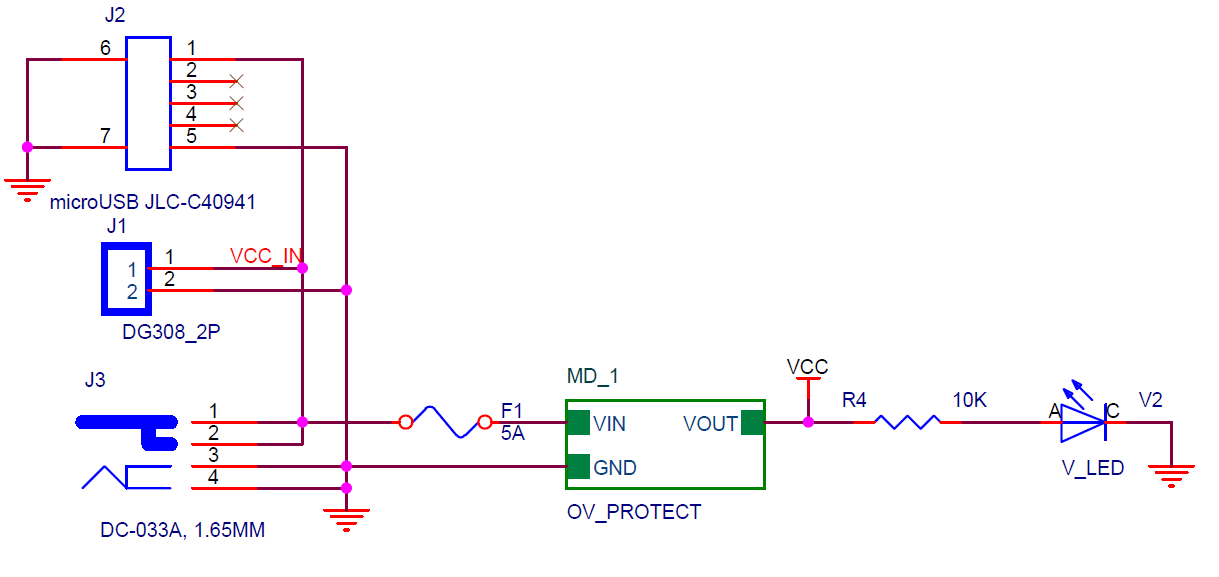 J2
6
1
2
3
4
7
5
microUSB JLC-C40941
J1
1
VCC_IN
1
2
2
DG308_2P
J3
1
2
3
4
DC-033A, 1.65MM
F1
5A
MD_1
VIN
VOUT
GND
OV_PROTECT
VCC
R4
10K
A
C
V2
V_LED